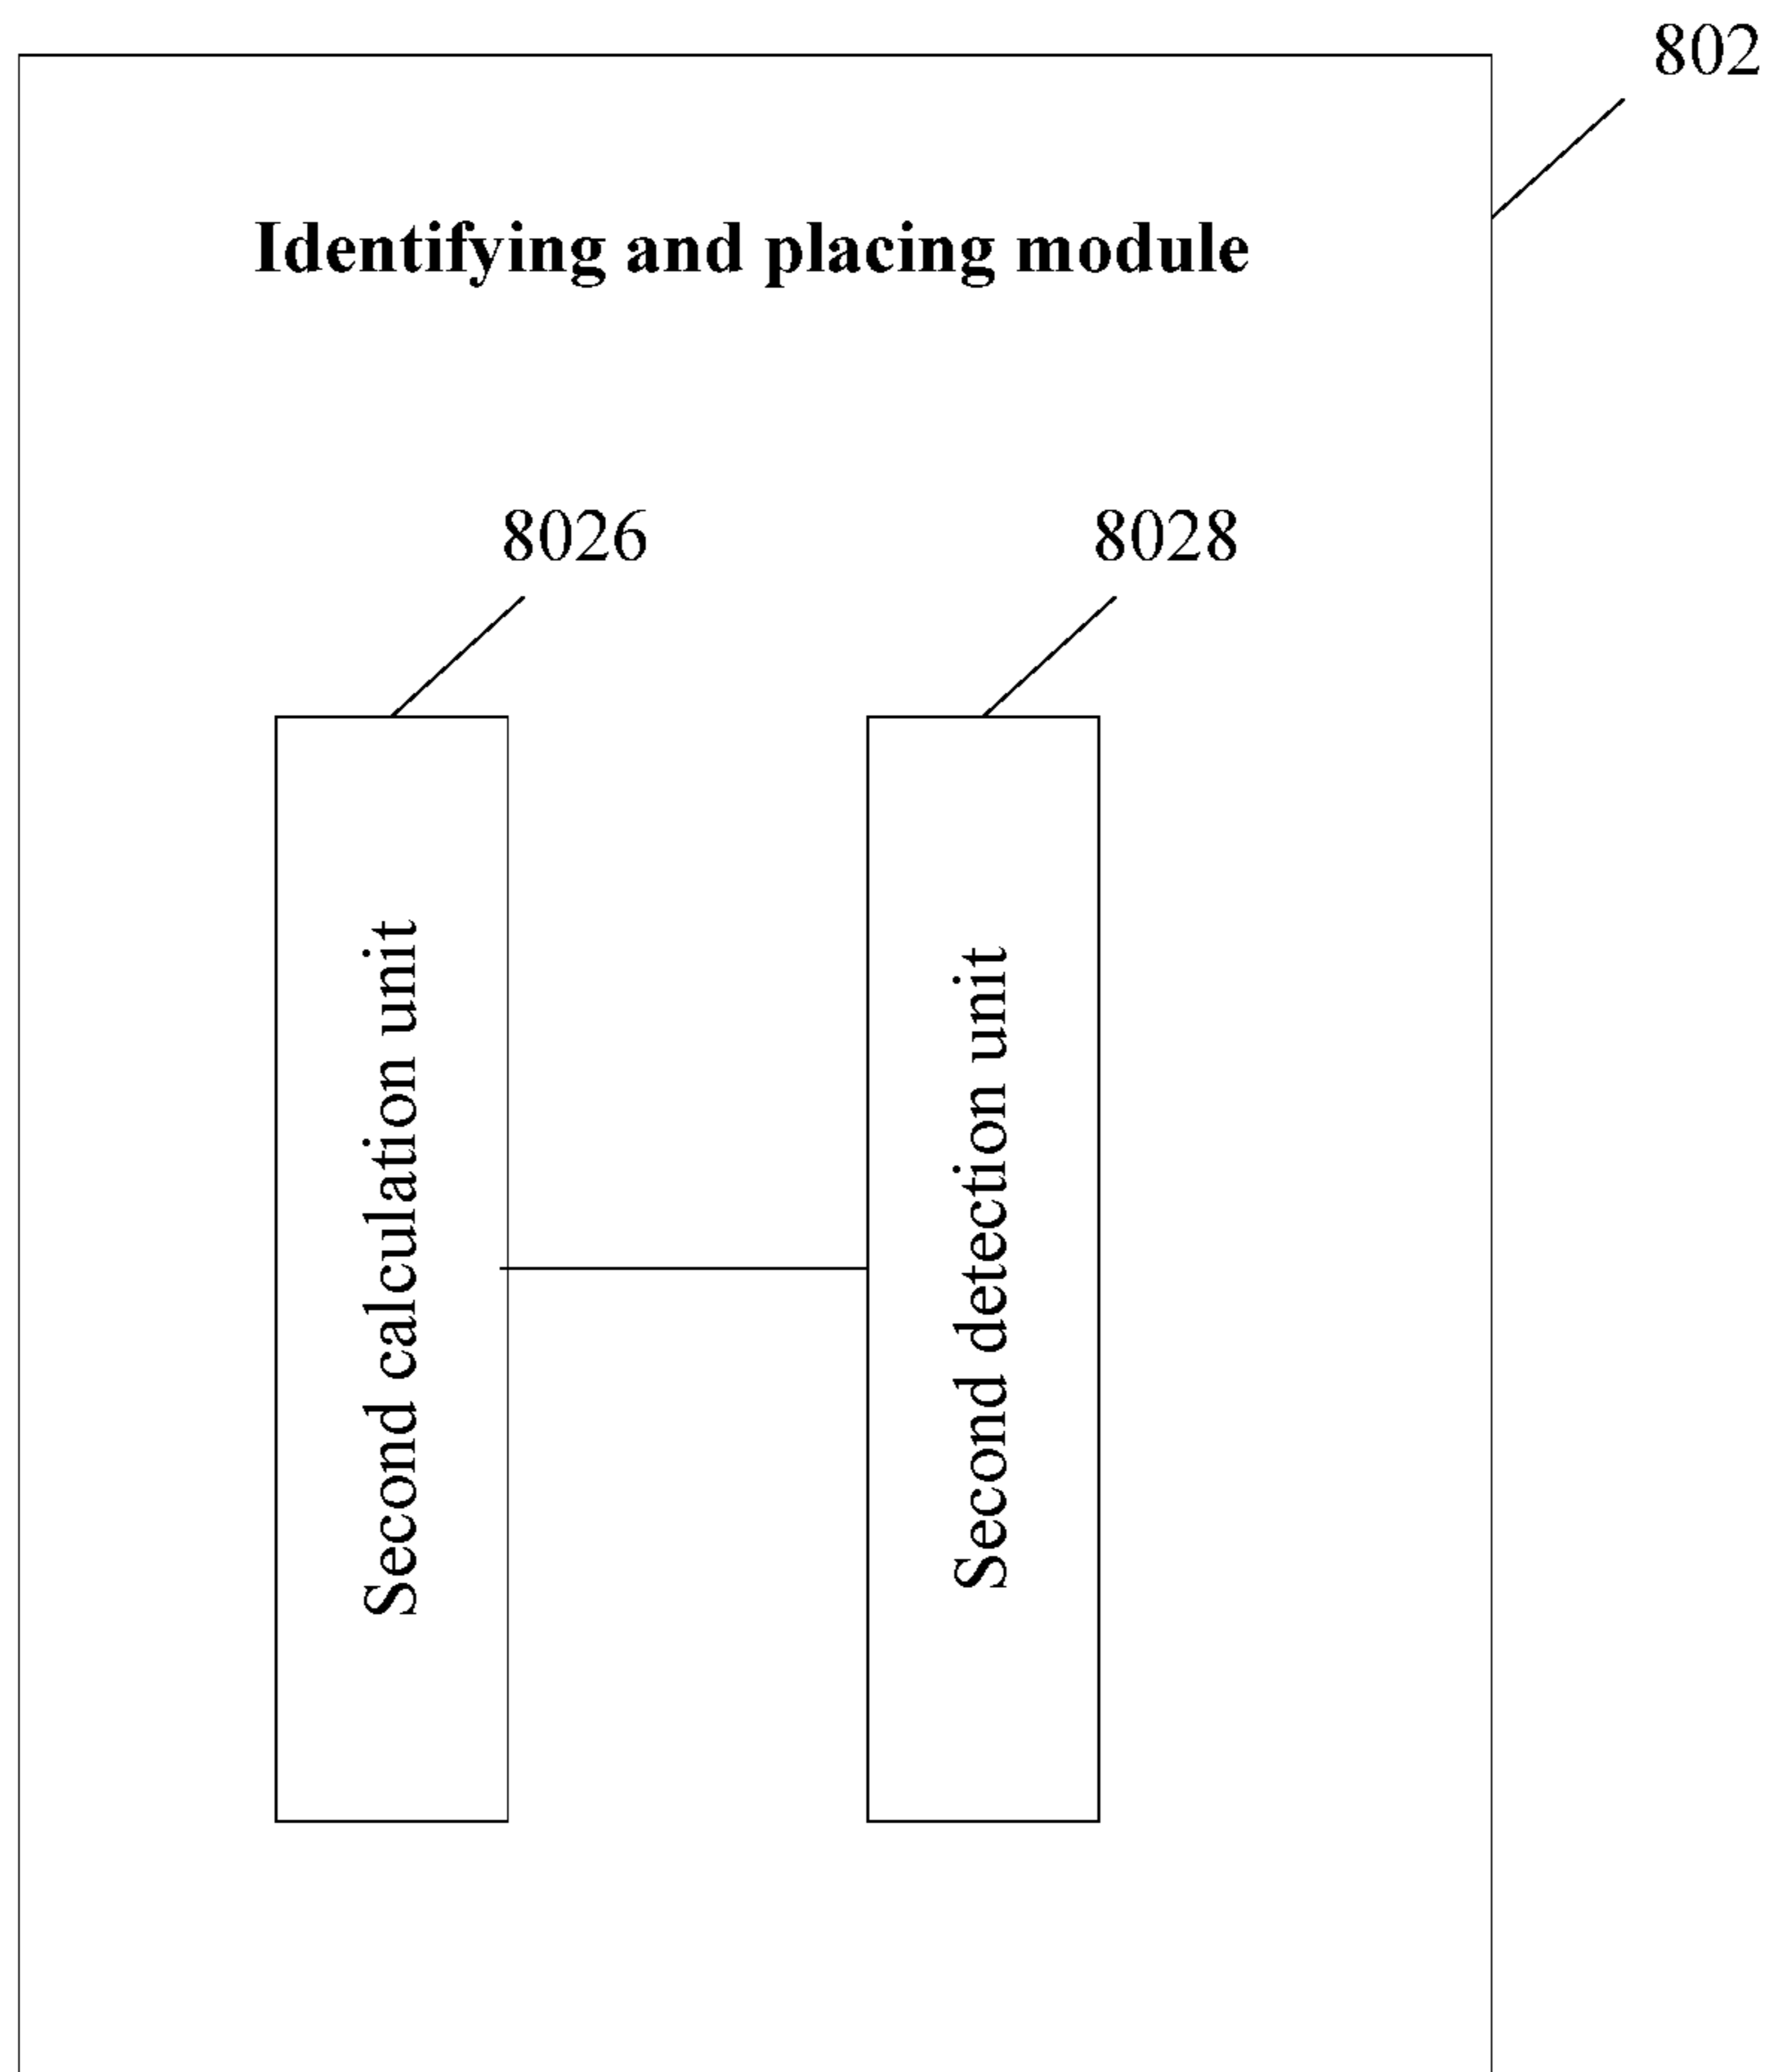 802
Identifying and placing module
8026
8028
Second calculation unit
Second detection unit